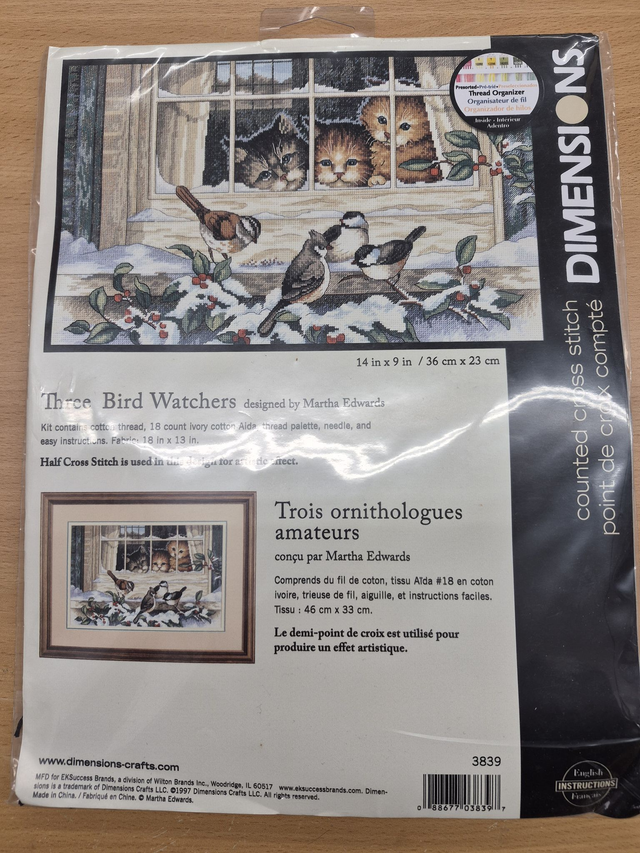 Presorted • Pré-triée •
Thread Organizer
Organisateur de fil
Organizador de hilos
Inside - Intérieur
Adentro
DIMENSIONS
counted cross stitch
point de croix compté
14 in x 9 in / 36 cm x 23 cm
Three Bird Watchers designed by Martha Edwards
Kit contains cotton thread, 18 count ivory cotton Aida, thread palette, needle, and
easy instructions. Fabric: 18 in x 13 in.
Half Cross Stitch is used in this design for artistic effect.
Trois ornithologues
amateurs
conçu par Martha Edwards
Comprends du fil de coton, tissu Aïda #18 en coton
ivoire, trieuse de fil, aiguille, et instructions faciles.
Tissu : 46 cm x 33 cm.
Le demi-point de croix est utilisé pour
produire un effet artistique.
www.dimensions-crafts.com
3839
MFD for EKSuccess Brands, a division of Wilton Brands Inc., Woodridge, IL 60517 www.eksuccessbrands.com. Dimen-
sions is a trademark of Dimensions Crafts LLC. ©1997 Dimensions Crafts LLC. All rights reserved.
Made in China. / Fabriqué en Chine. © Martha Edwards.
0 88677 03839 7
English
INSTRUCTIONS
Français